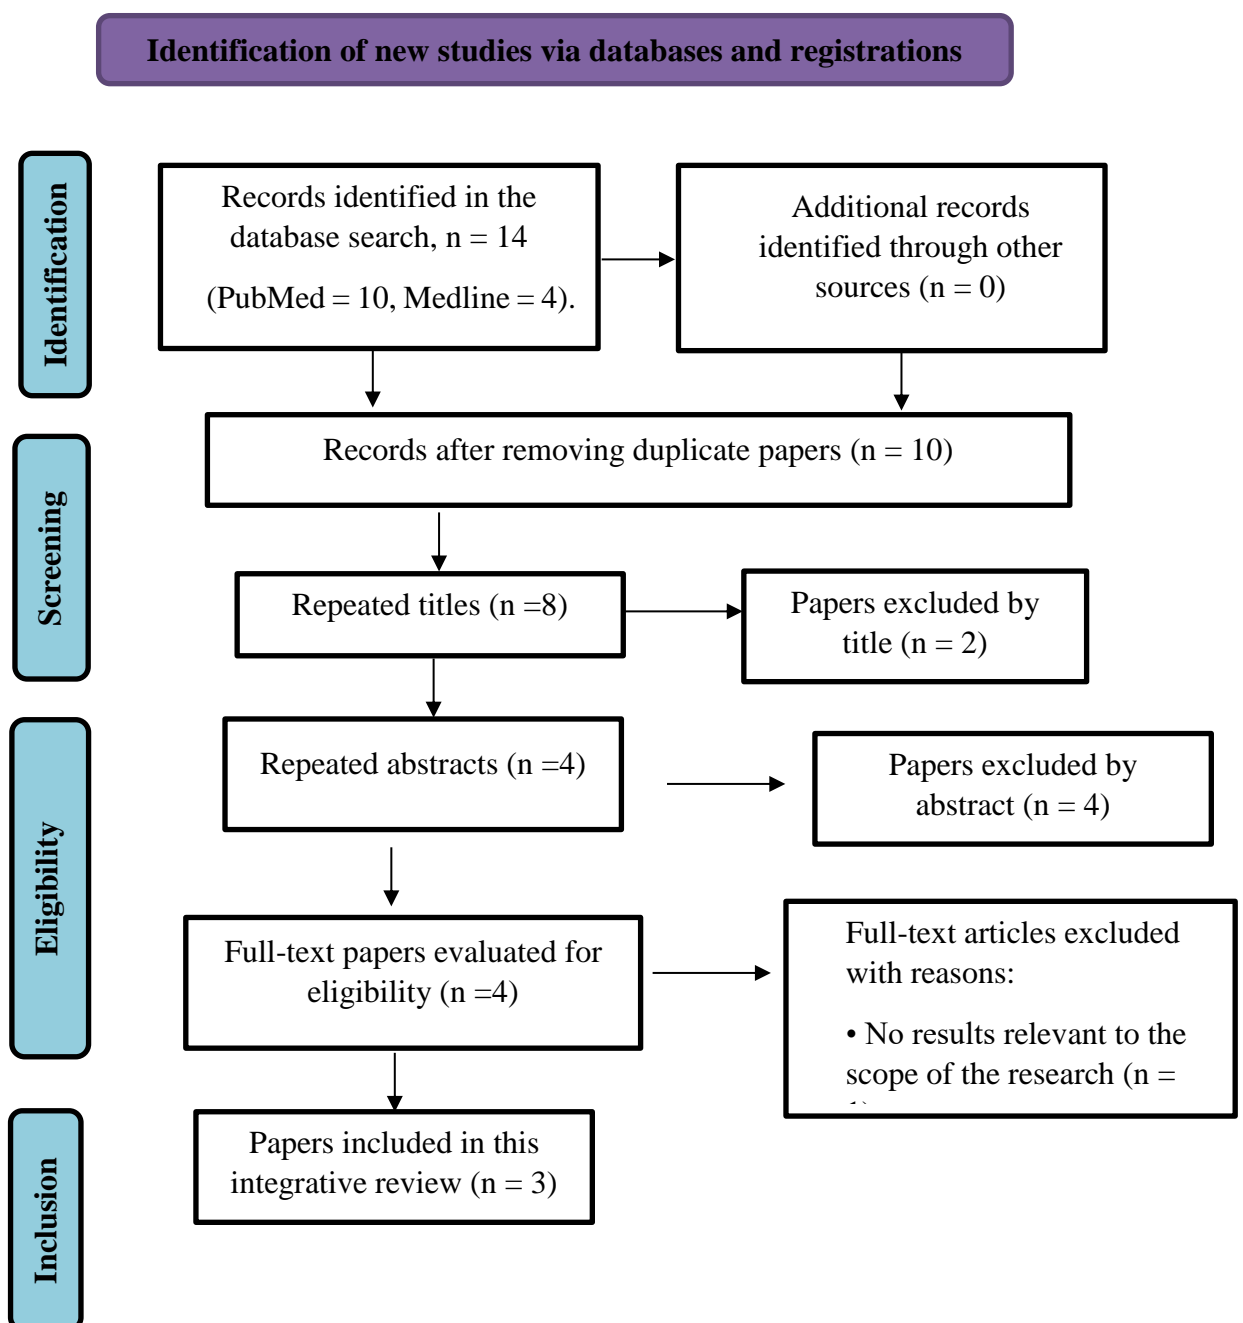 Identification of new studies via databases and registrations
Identification
Records identified in the
database search, n = 14
(PubMed = 10, Medline = 4).
Additional records
identified through other
sources (n = 0)
Screening
Records after removing duplicate papers (n = 10)
Repeated titles (n =8)
Papers excluded by
title (n = 2)
Eligibility
Repeated abstracts (n =4)
Papers excluded by
abstract (n = 4)
Full-text papers evaluated for
eligibility (n =4)
Full-text articles excluded
with reasons:
• No results relevant to the
scope of the research (n =
Inclusion
Papers included in this
integrative review (n = 3)